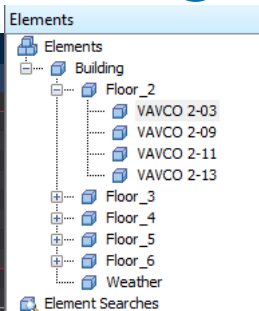 Elements
Elements
Building
Floor_2
VAVCO 2-03
VAVCO 2-09
VAVCO 2-11
VAVCO 2-13
Floor_3
Floor_4
Floor_5
Floor_6
Weather
Element Searches